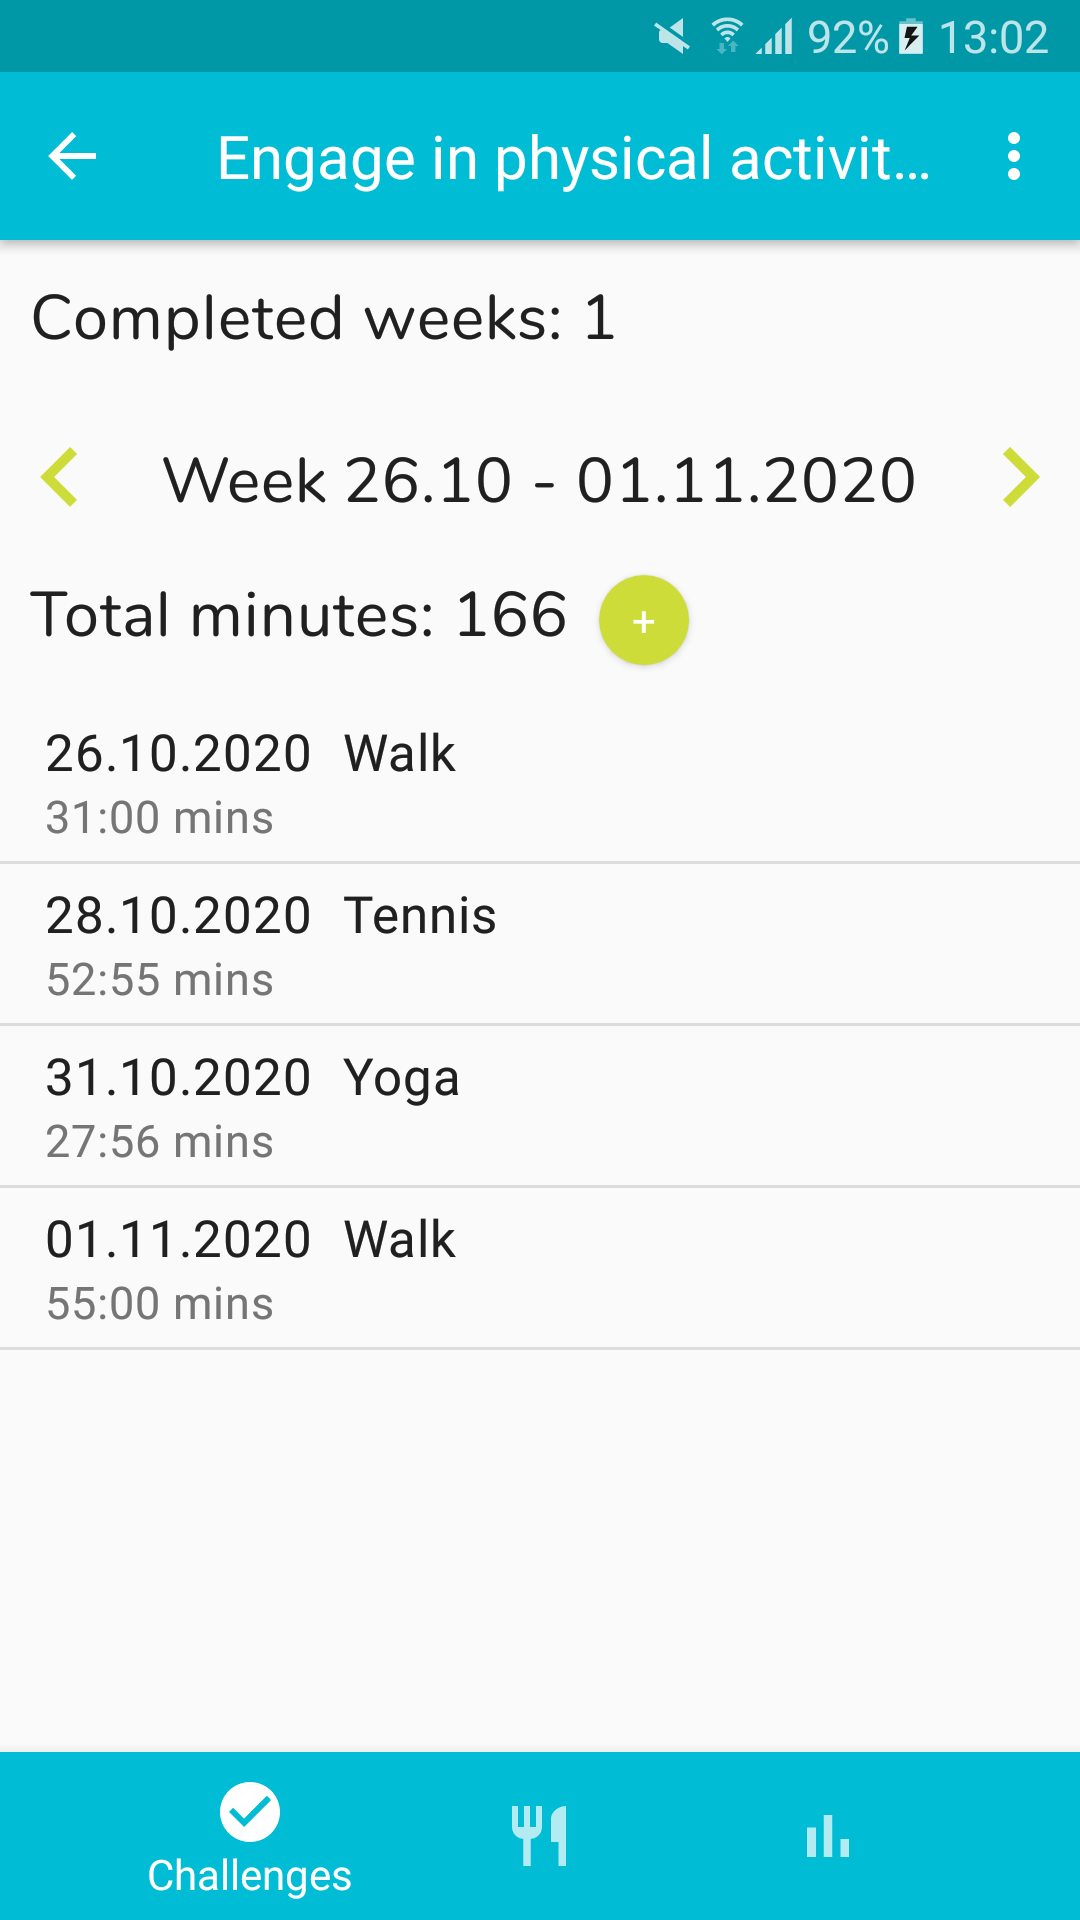 92% 13:02
Engage in physical activit...
Completed weeks: 1
Week 26.10 - 01.11.2020
Total minutes: 166 +
26.10.2020 Walk
31:00 mins
28.10.2020 Tennis
52:55 mins
31.10.2020 Yoga
27:56 mins
01.11.2020 Walk
55:00 mins
Challenges